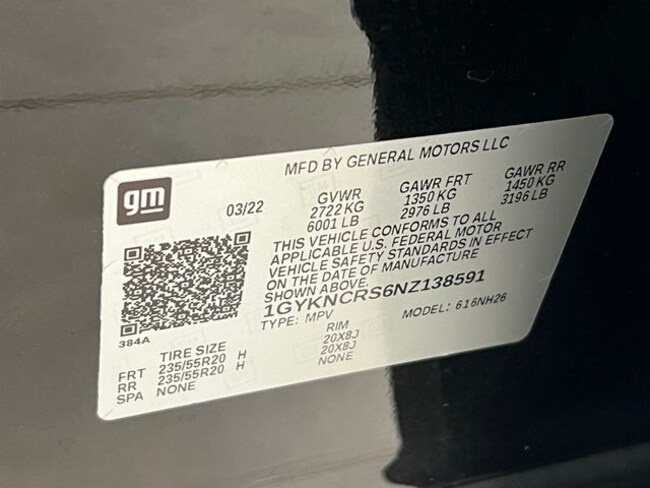 MFD BY GENERAL MOTORS LLC
gm
03/22
GVWR GAWR FRT GAWR RR
2722 KG 1350 KG 1450 KG
6001 LB 2976 LB 3196 LB
THIS VEHICLE CONFORMS TO ALL
APPLICABLE U.S. FEDERAL MOTOR
VEHICLE SAFETY STANDARDS IN EFFECT
ON THE DATE OF MANUFACTURE
SHOWN ABOVE.
1GYKNCRS6NZ138591
TYPE: MPV MODEL: 616NH26
384A
TIRE SIZE RIM
FRT 235/55R20 H 20X8J
RR 235/55R20 H 20X8J
SPA NONE NONE